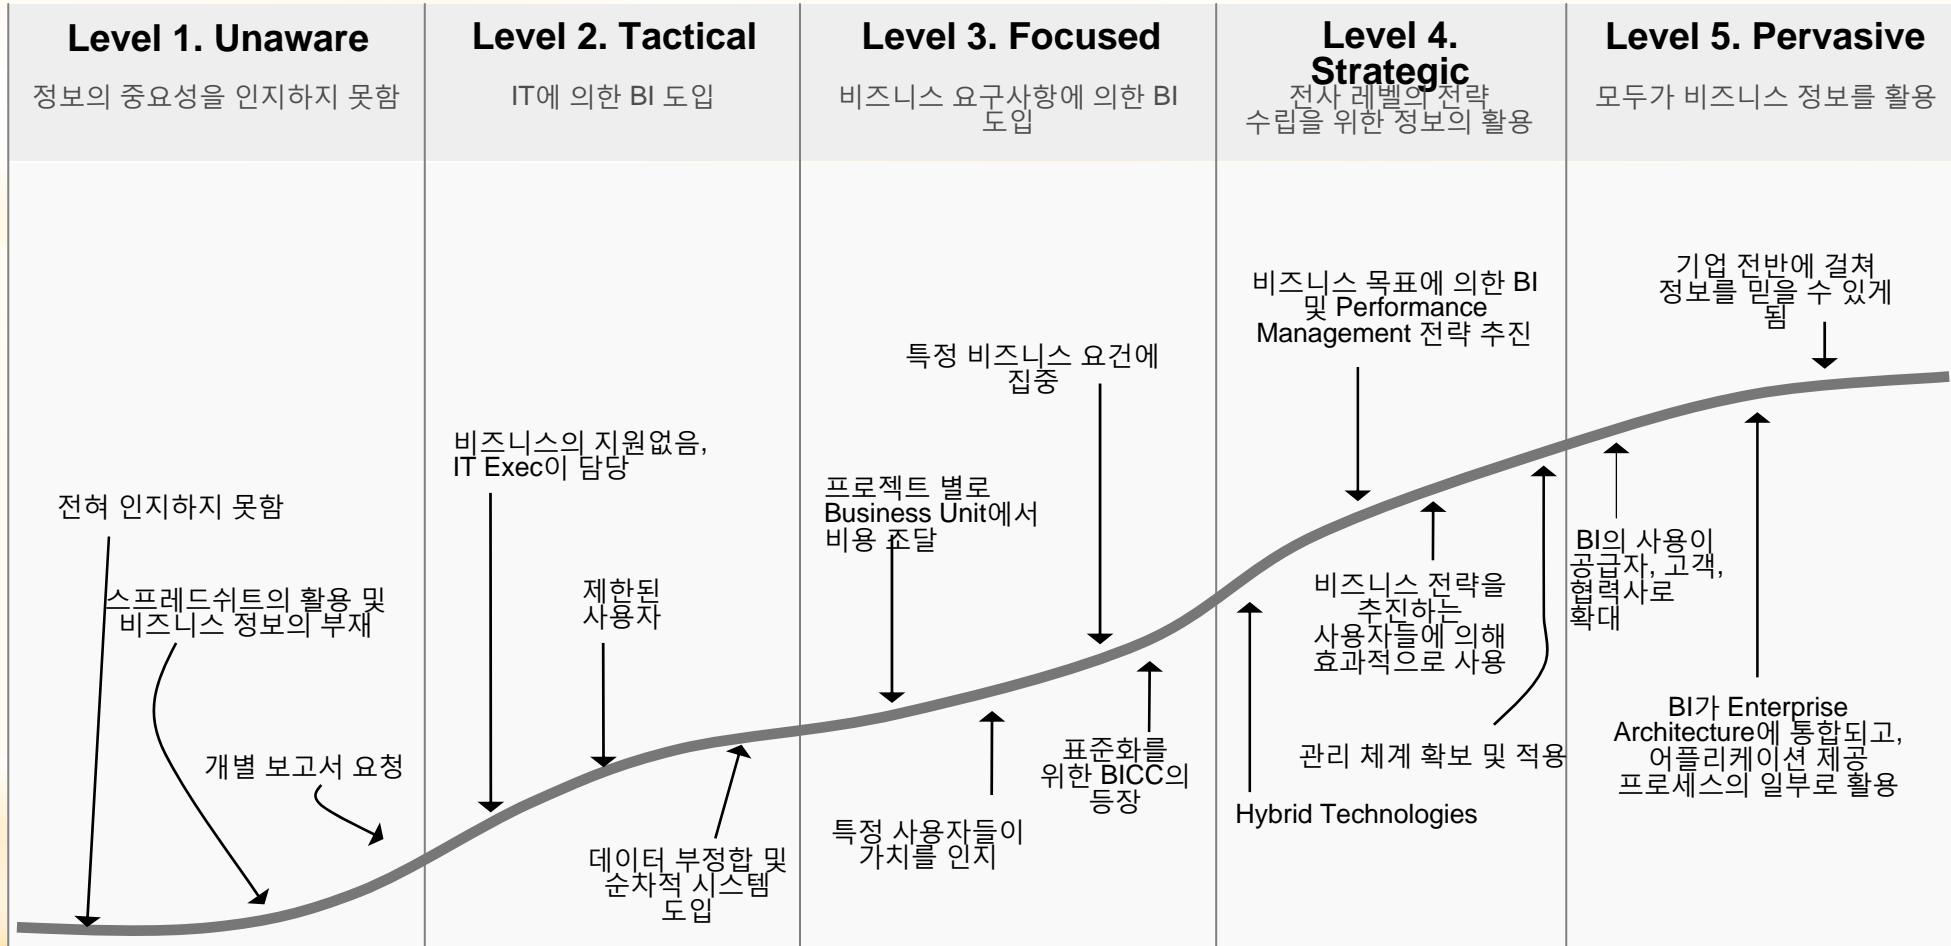 Level 1. Unaware
정보의 중요성을 인지하지 못함
Level 2. Tactical
IT에 의한 BI 도입
Level 3. Focused
비즈니스 요구사항에 의한 BI
도입
Level 4.
Strategic
전사 레벨의 전략
수립을 위한 정보의 활용
Level 5. Pervasive
모두가 비즈니스 정보를 활용
전혀 인지하지 못함
스프레드쉬트의 활용 및
비즈니스 정보의 부재
개별 보고서 요청
비즈니스의 지원없음,
IT Exec이 담당
제한된
사용자
데이터 부정합 및
순차적 시스템
도입
특정 비즈니스 요건에
집중
프로젝트 별로
Business Unit에서
비용 조달
표준화를
위한 BICC의
등장
특정 사용자들이
가치를 인지
비즈니스 목표에 의한 BI
및 Performance
Management 전략 추진
비즈니스 전략을
추진하는
사용자들에 의해
효과적으로 사용
관리 체계 확보 및 적용
Hybrid Technologies
기업 전반에 걸쳐
정보를 믿을 수 있게
됨
BI의 사용이
공급자, 고객,
협력사로
확대
BI가 Enterprise
Architecture에 통합되고,
어플리케이션 제공
프로세스의 일부로 활용